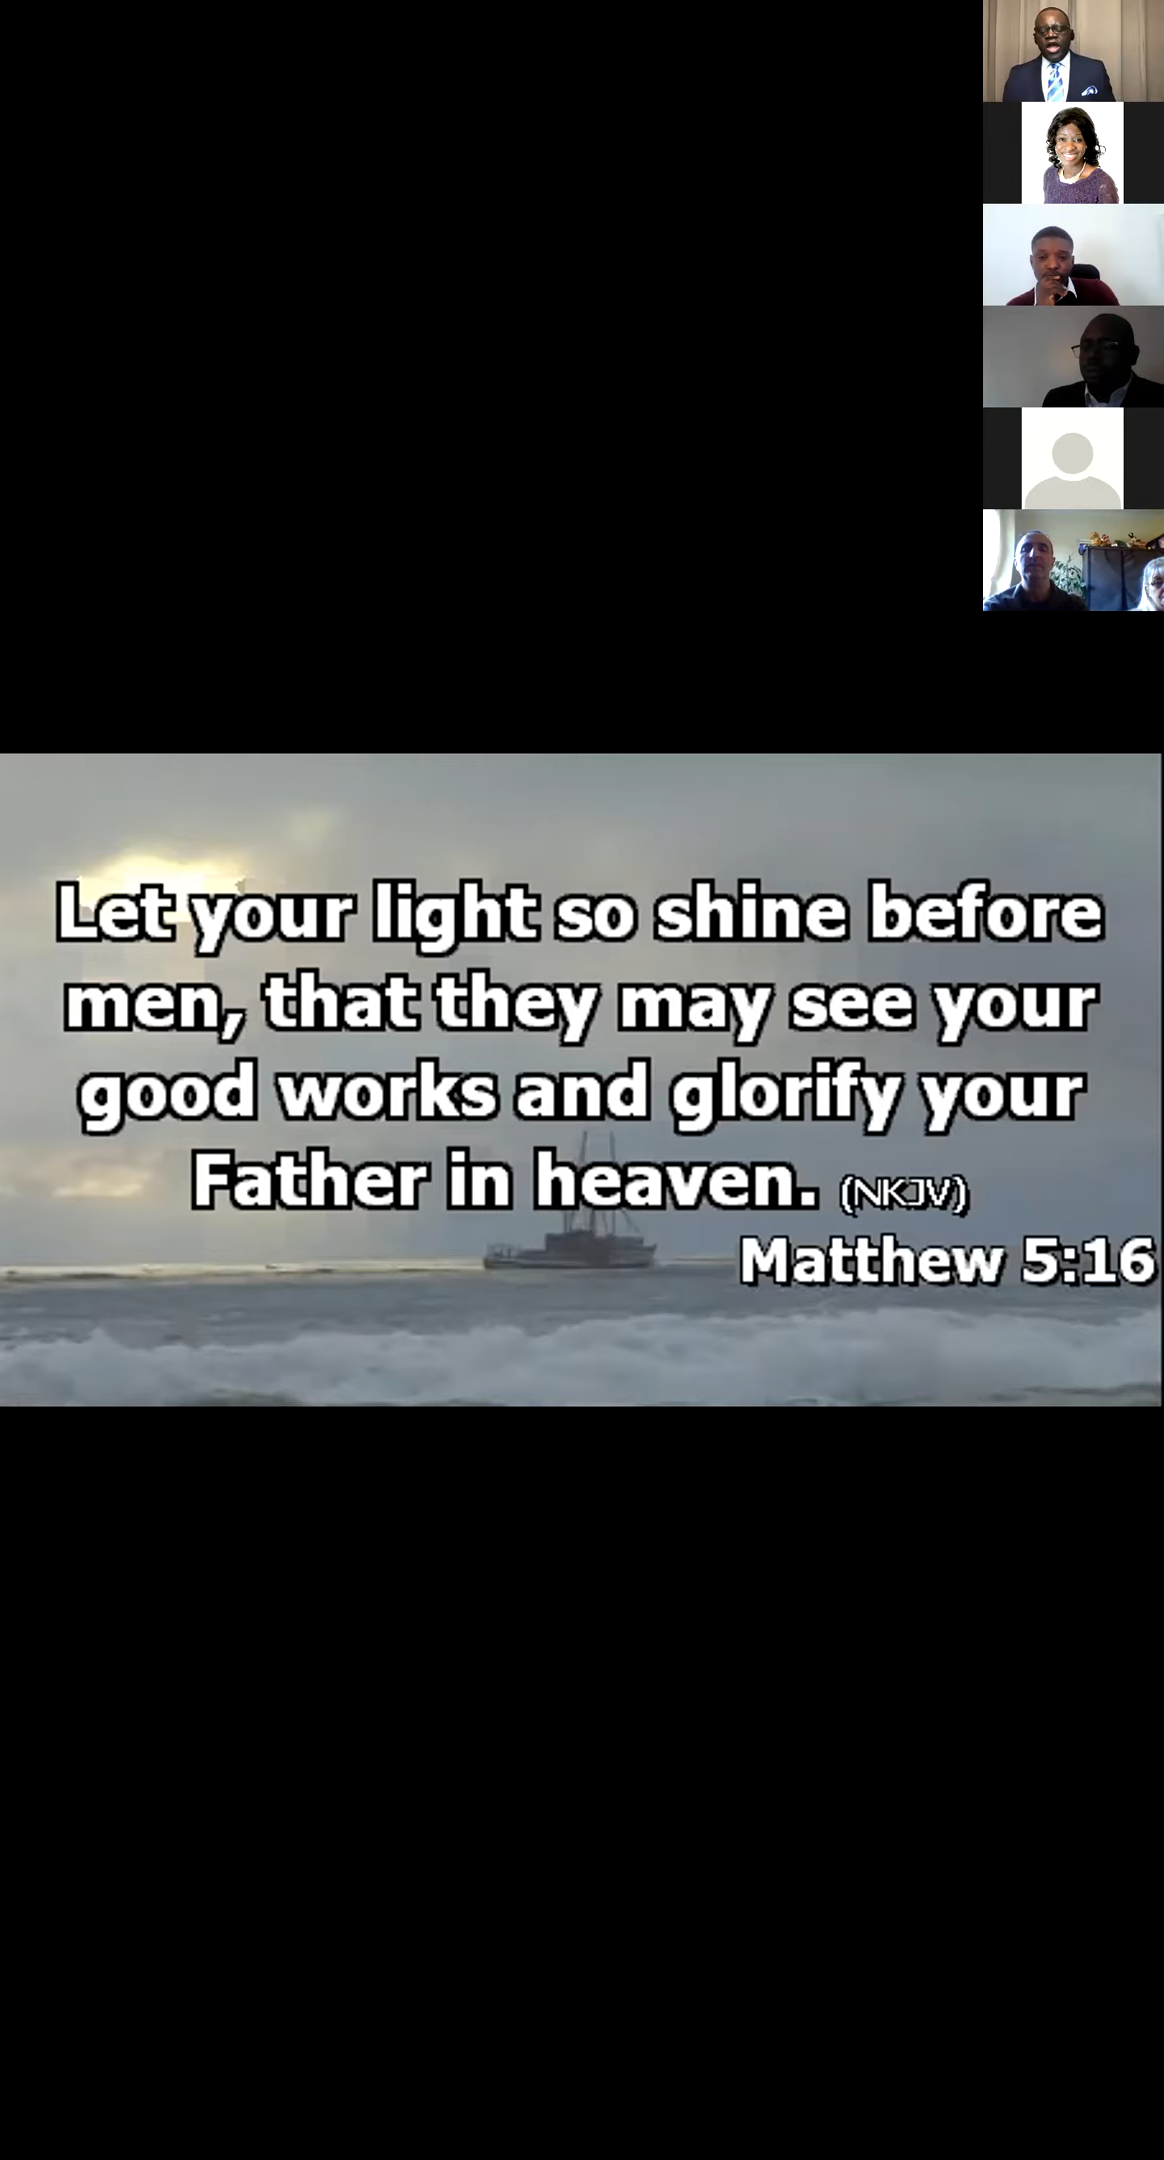 Let your light so shine before
men, that they may see your
good works and glorify your
Father in heaven. (NKJV)
Matthew 5:16